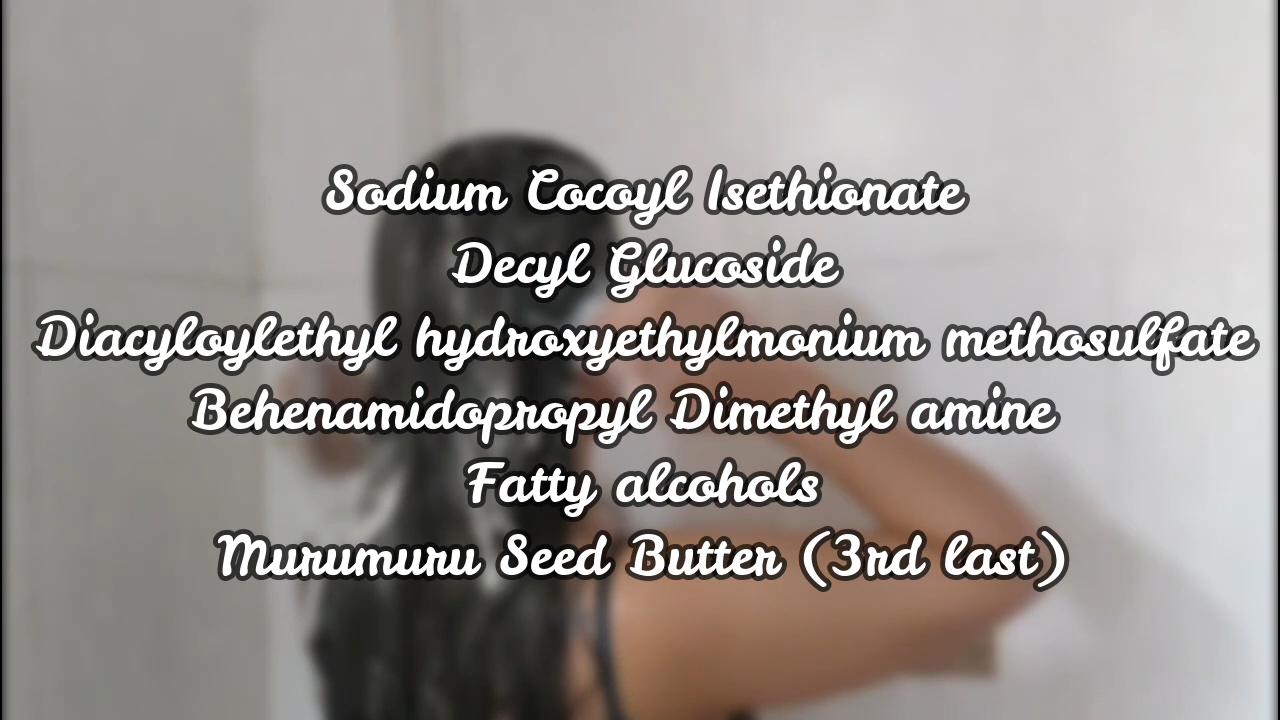 Sodium Cocoyl Isethionate
Decyl Glucoside
Diacyloylethyl hydroxyethylmonium methosulfate
Behenamidopropyl Dimethyl amine
Fatty alcohols
Murumuru Seed Butter (3rd last)